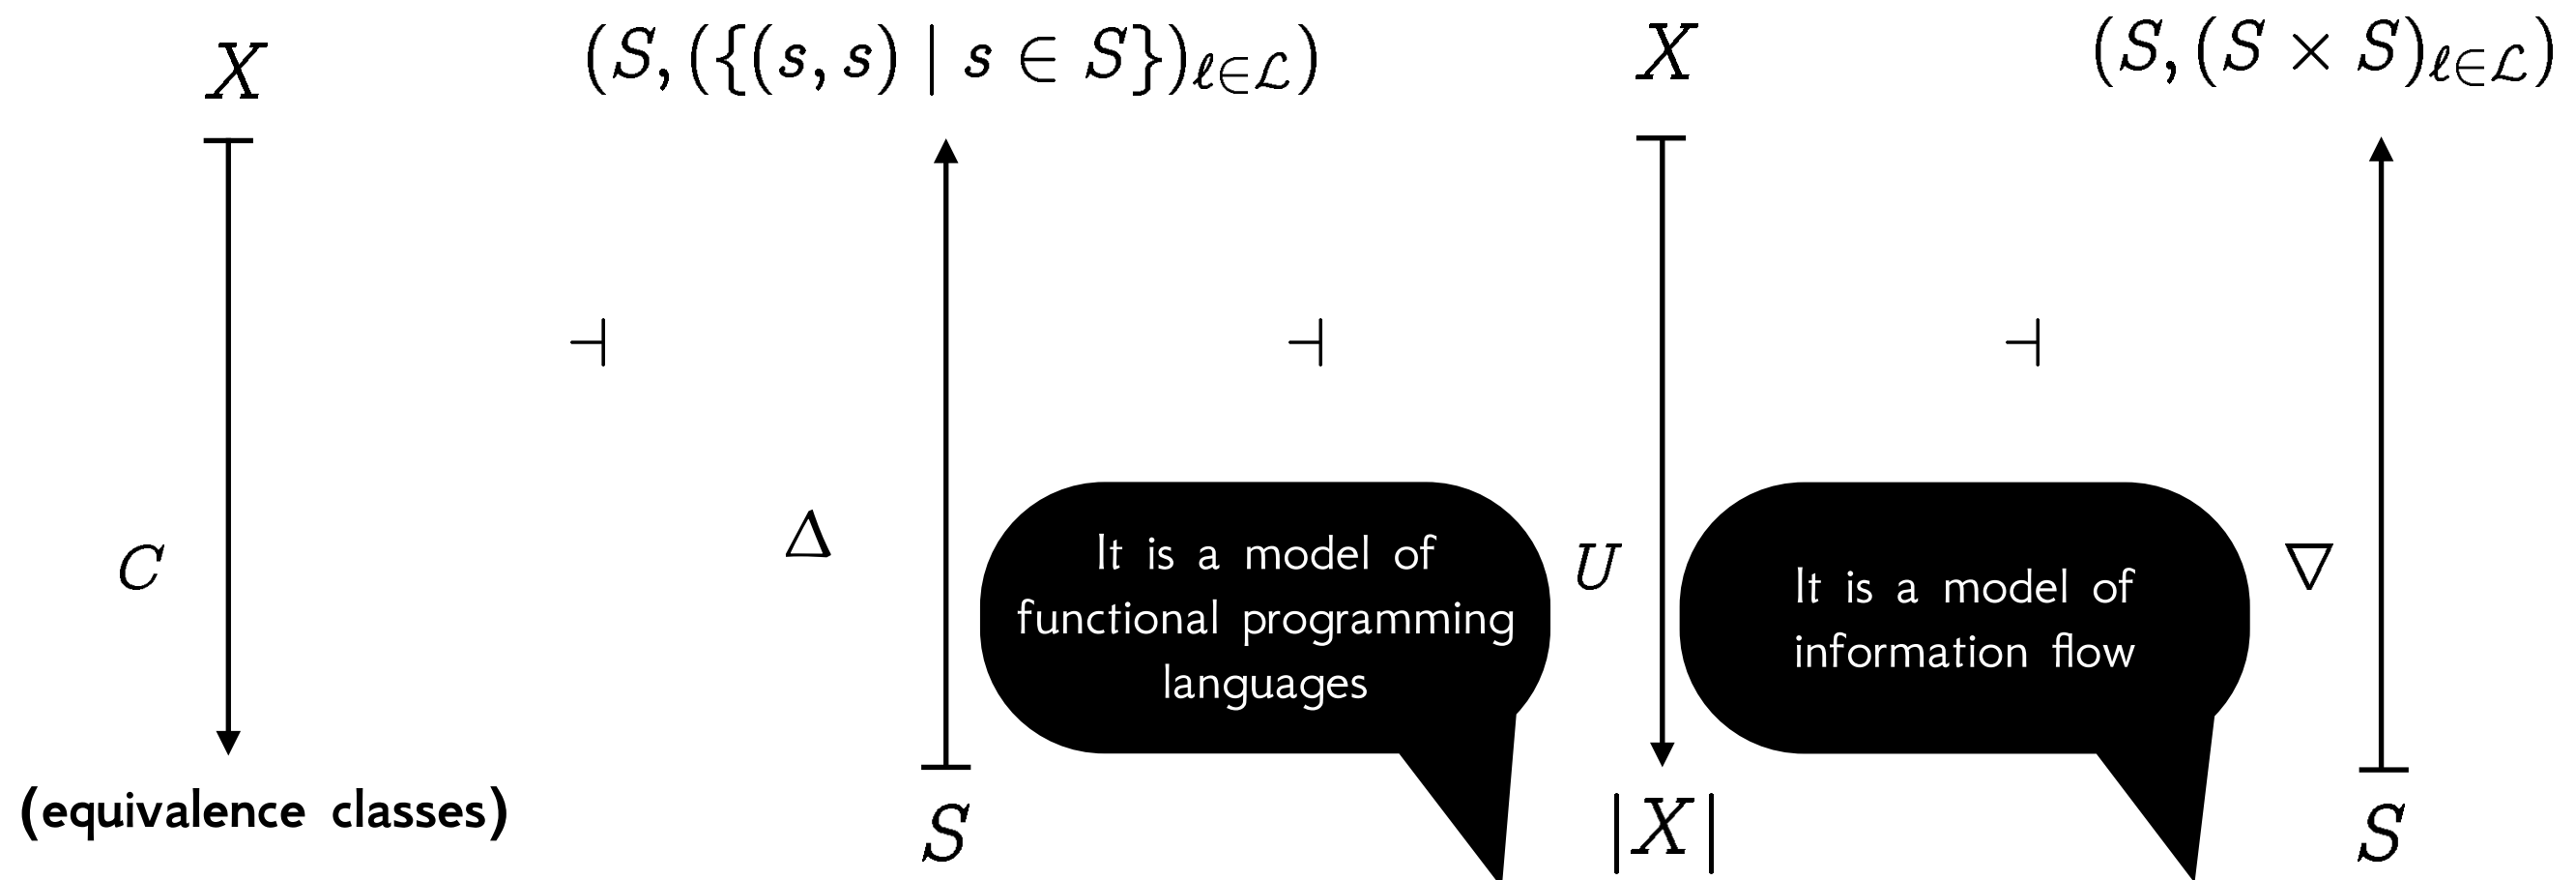 X (S, ({(s, s) | s ∈ S})ℓ∈ℒ) X (S, (S × S)ℓ∈ℒ)
⊣ ⊣ ⊣
C Δ U ∇
It is a model of
functional programming
languages
It is a model of
information flow
(equivalence classes) S |X| S